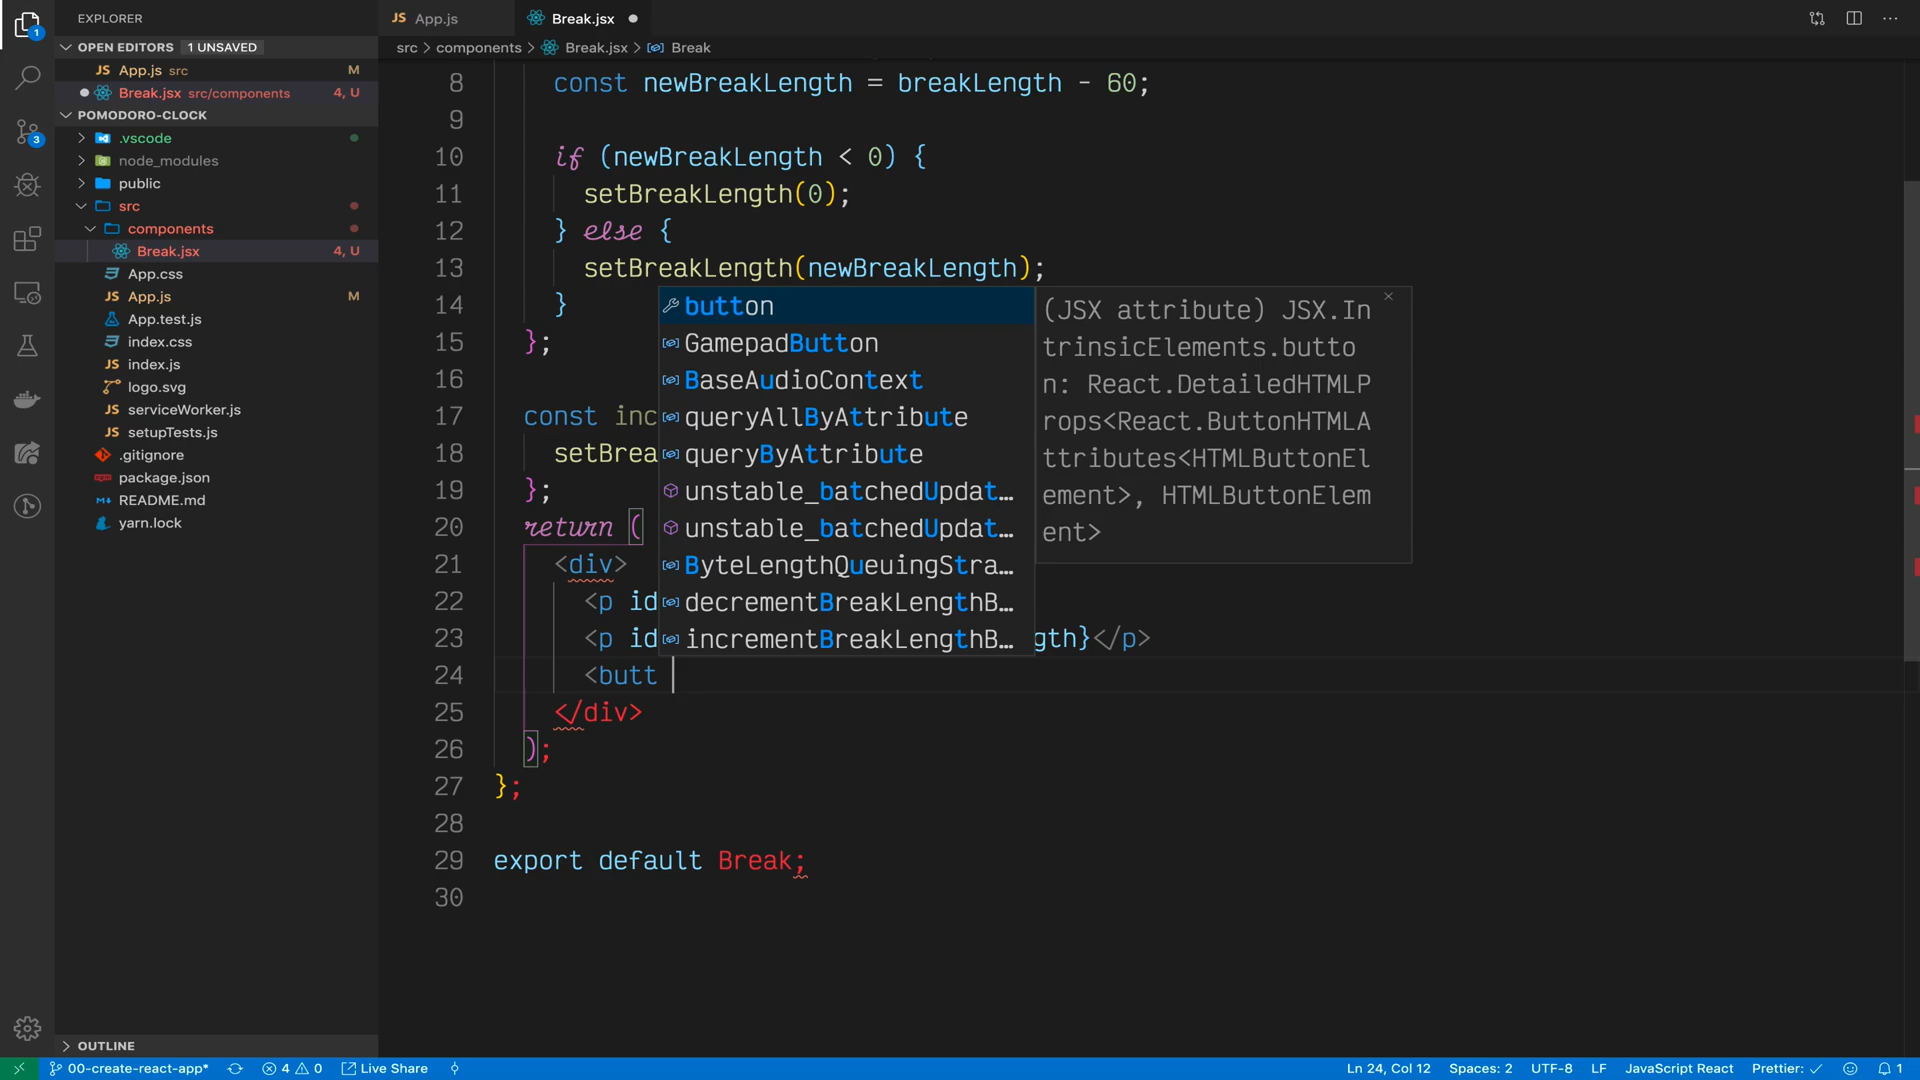 EXPLORER
JS App.js
Break.jsx
OPEN EDITORS 1 UNSAVED
JS App.js src M
Break.jsx src/components 4, U
POMODORO-CLOCK
.vscode
node_modules
public
src
components
Break.jsx 4, U
App.css
JS App.js M
App.test.js
index.css
JS index.js
logo.svg
JS serviceWorker.js
JS setupTests.js
.gitignore
package.json
README.md
yarn.lock
OUTLINE
src > components > Break.jsx > Break
8 const newBreakLength = breakLength - 60;
9
10 if (newBreakLength < 0) {
11 setBreakLength(0);
12 } else {
13 setBreakLength(newBreakLength);
14 }
15 };
16
17 const inc
18 setBrea
19 };
20 return (
21 <div>
22 <p id
23 <p id gth}</p>
24 <butt
25 </div>
26 );
27 };
28
29 export default Break;
30
button
GamepadButton
BaseAudioContext
queryAllByAttribute
queryByAttribute
unstable_batchedUpdat...
unstable_batchedUpdat...
ByteLengthQueuingStra...
decrementBreakLengthB...
incrementBreakLengthB...
(JSX attribute) JSX.In
trinsicElements.butto
n: React.DetailedHTMLP
rops<React.ButtonHTMLA
ttributes<HTMLButtonEl
ement>, HTMLButtonElem
ent>
1
3
00-create-react-app* 4 0 Live Share
Ln 24, Col 12 Spaces: 2 UTF-8 LF JavaScript React Prettier: ✓ 1